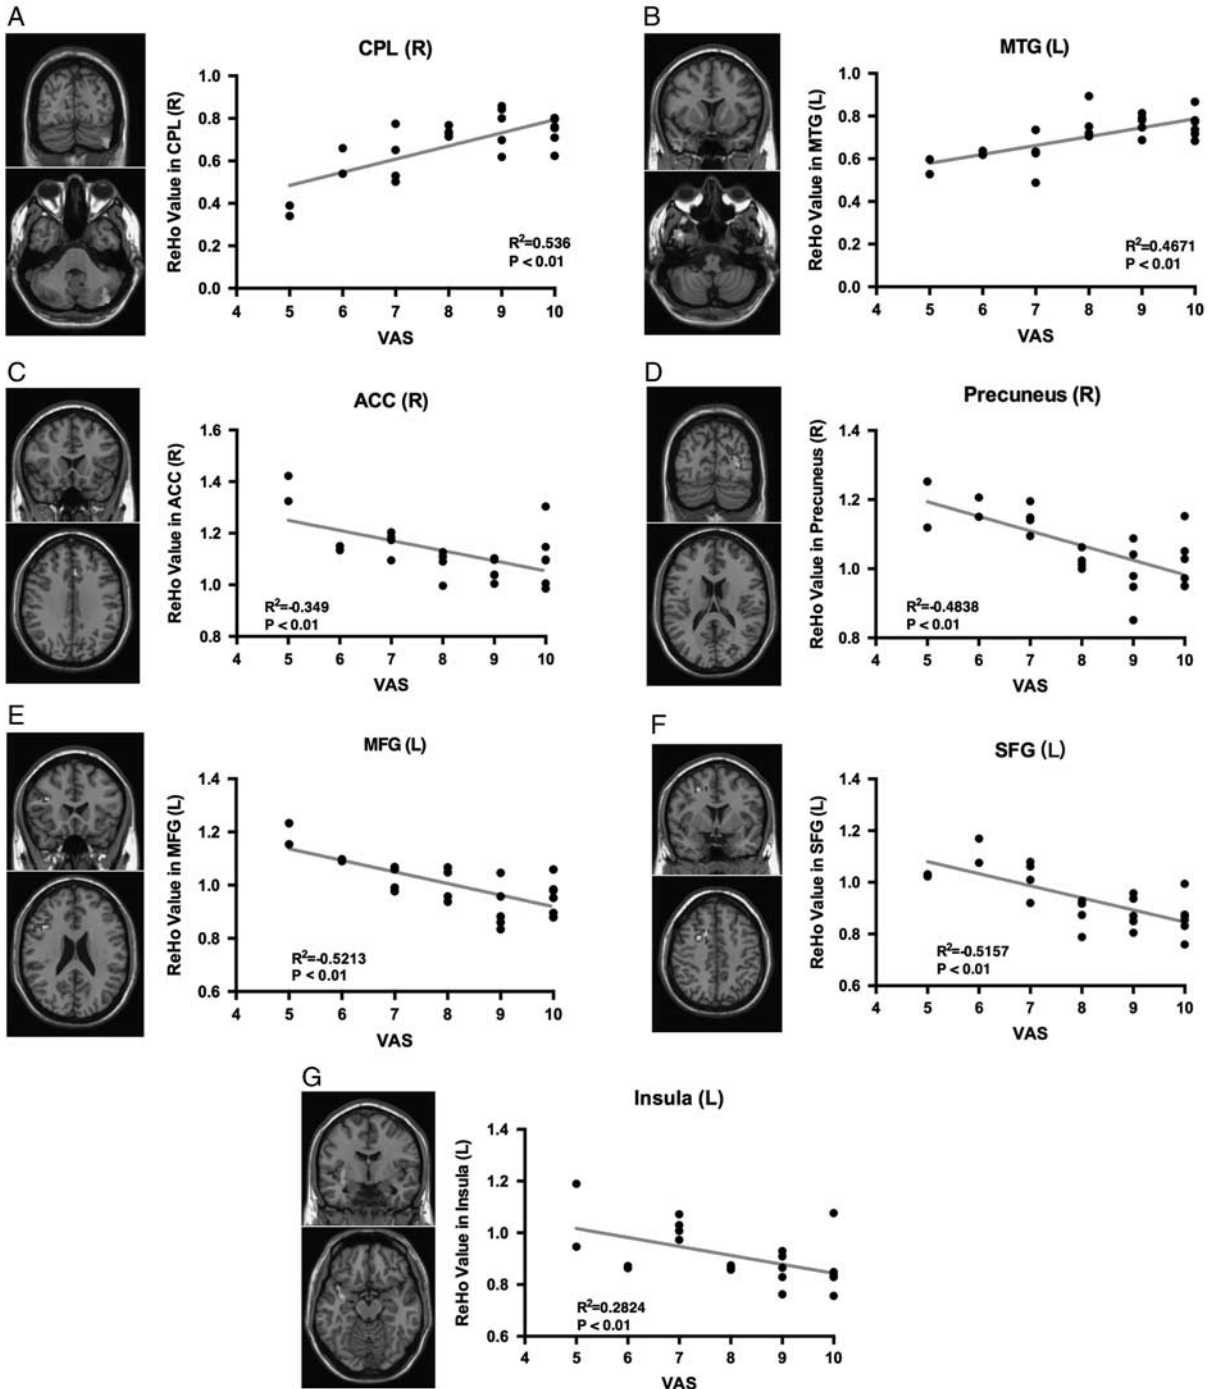 A
CPL (R)
ReHo Value in CPL (R)
1.0
0.8
0.6
0.4
0.2
0.0
R²=0.536
P < 0.01
4 5 6 7 8 9 10
VAS
B
MTG (L)
ReHo Value in MTG (L)
1.0
0.8
0.6
0.4
0.2
0.0
R²=0.4671
P < 0.01
4 5 6 7 8 9 10
VAS
C
ACC (R)
ReHo Value in ACC (R)
1.6
1.4
1.2
1.0
0.8
R²=-0.349
P < 0.01
4 5 6 7 8 9 10
VAS
D
Precuneus (R)
ReHo Value in Precuneus (R)
1.4
1.2
1.0
0.8
R²=-0.4838
P < 0.01
4 5 6 7 8 9 10
VAS
E
MFG (L)
ReHo Value in MFG (L)
1.4
1.2
1.0
0.8
0.6
R²=-0.5213
P < 0.01
4 5 6 7 8 9 10
VAS
F
SFG (L)
ReHo Value in SFG (L)
1.4
1.2
1.0
0.8
0.6
R²=-0.5157
P < 0.01
4 5 6 7 8 9 10
VAS
G
Insula (L)
ReHo Value in Insula (L)
1.4
1.2
1.0
0.8
0.6
R²=0.2824
P < 0.01
4 5 6 7 8 9 10
VAS